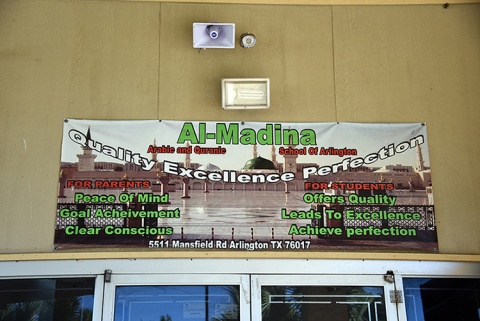 Al-Madina
Arabic and Quranic School Of Arlington
Quality Excellence Perfection
FOR PARENTS
Peace Of Mind
Goal Acheivement
Clear Conscious
FOR STUDENTS
Offers Quality
Leads To Excellence
Achieve perfection
5511 Mansfield Rd Arlington TX 76017